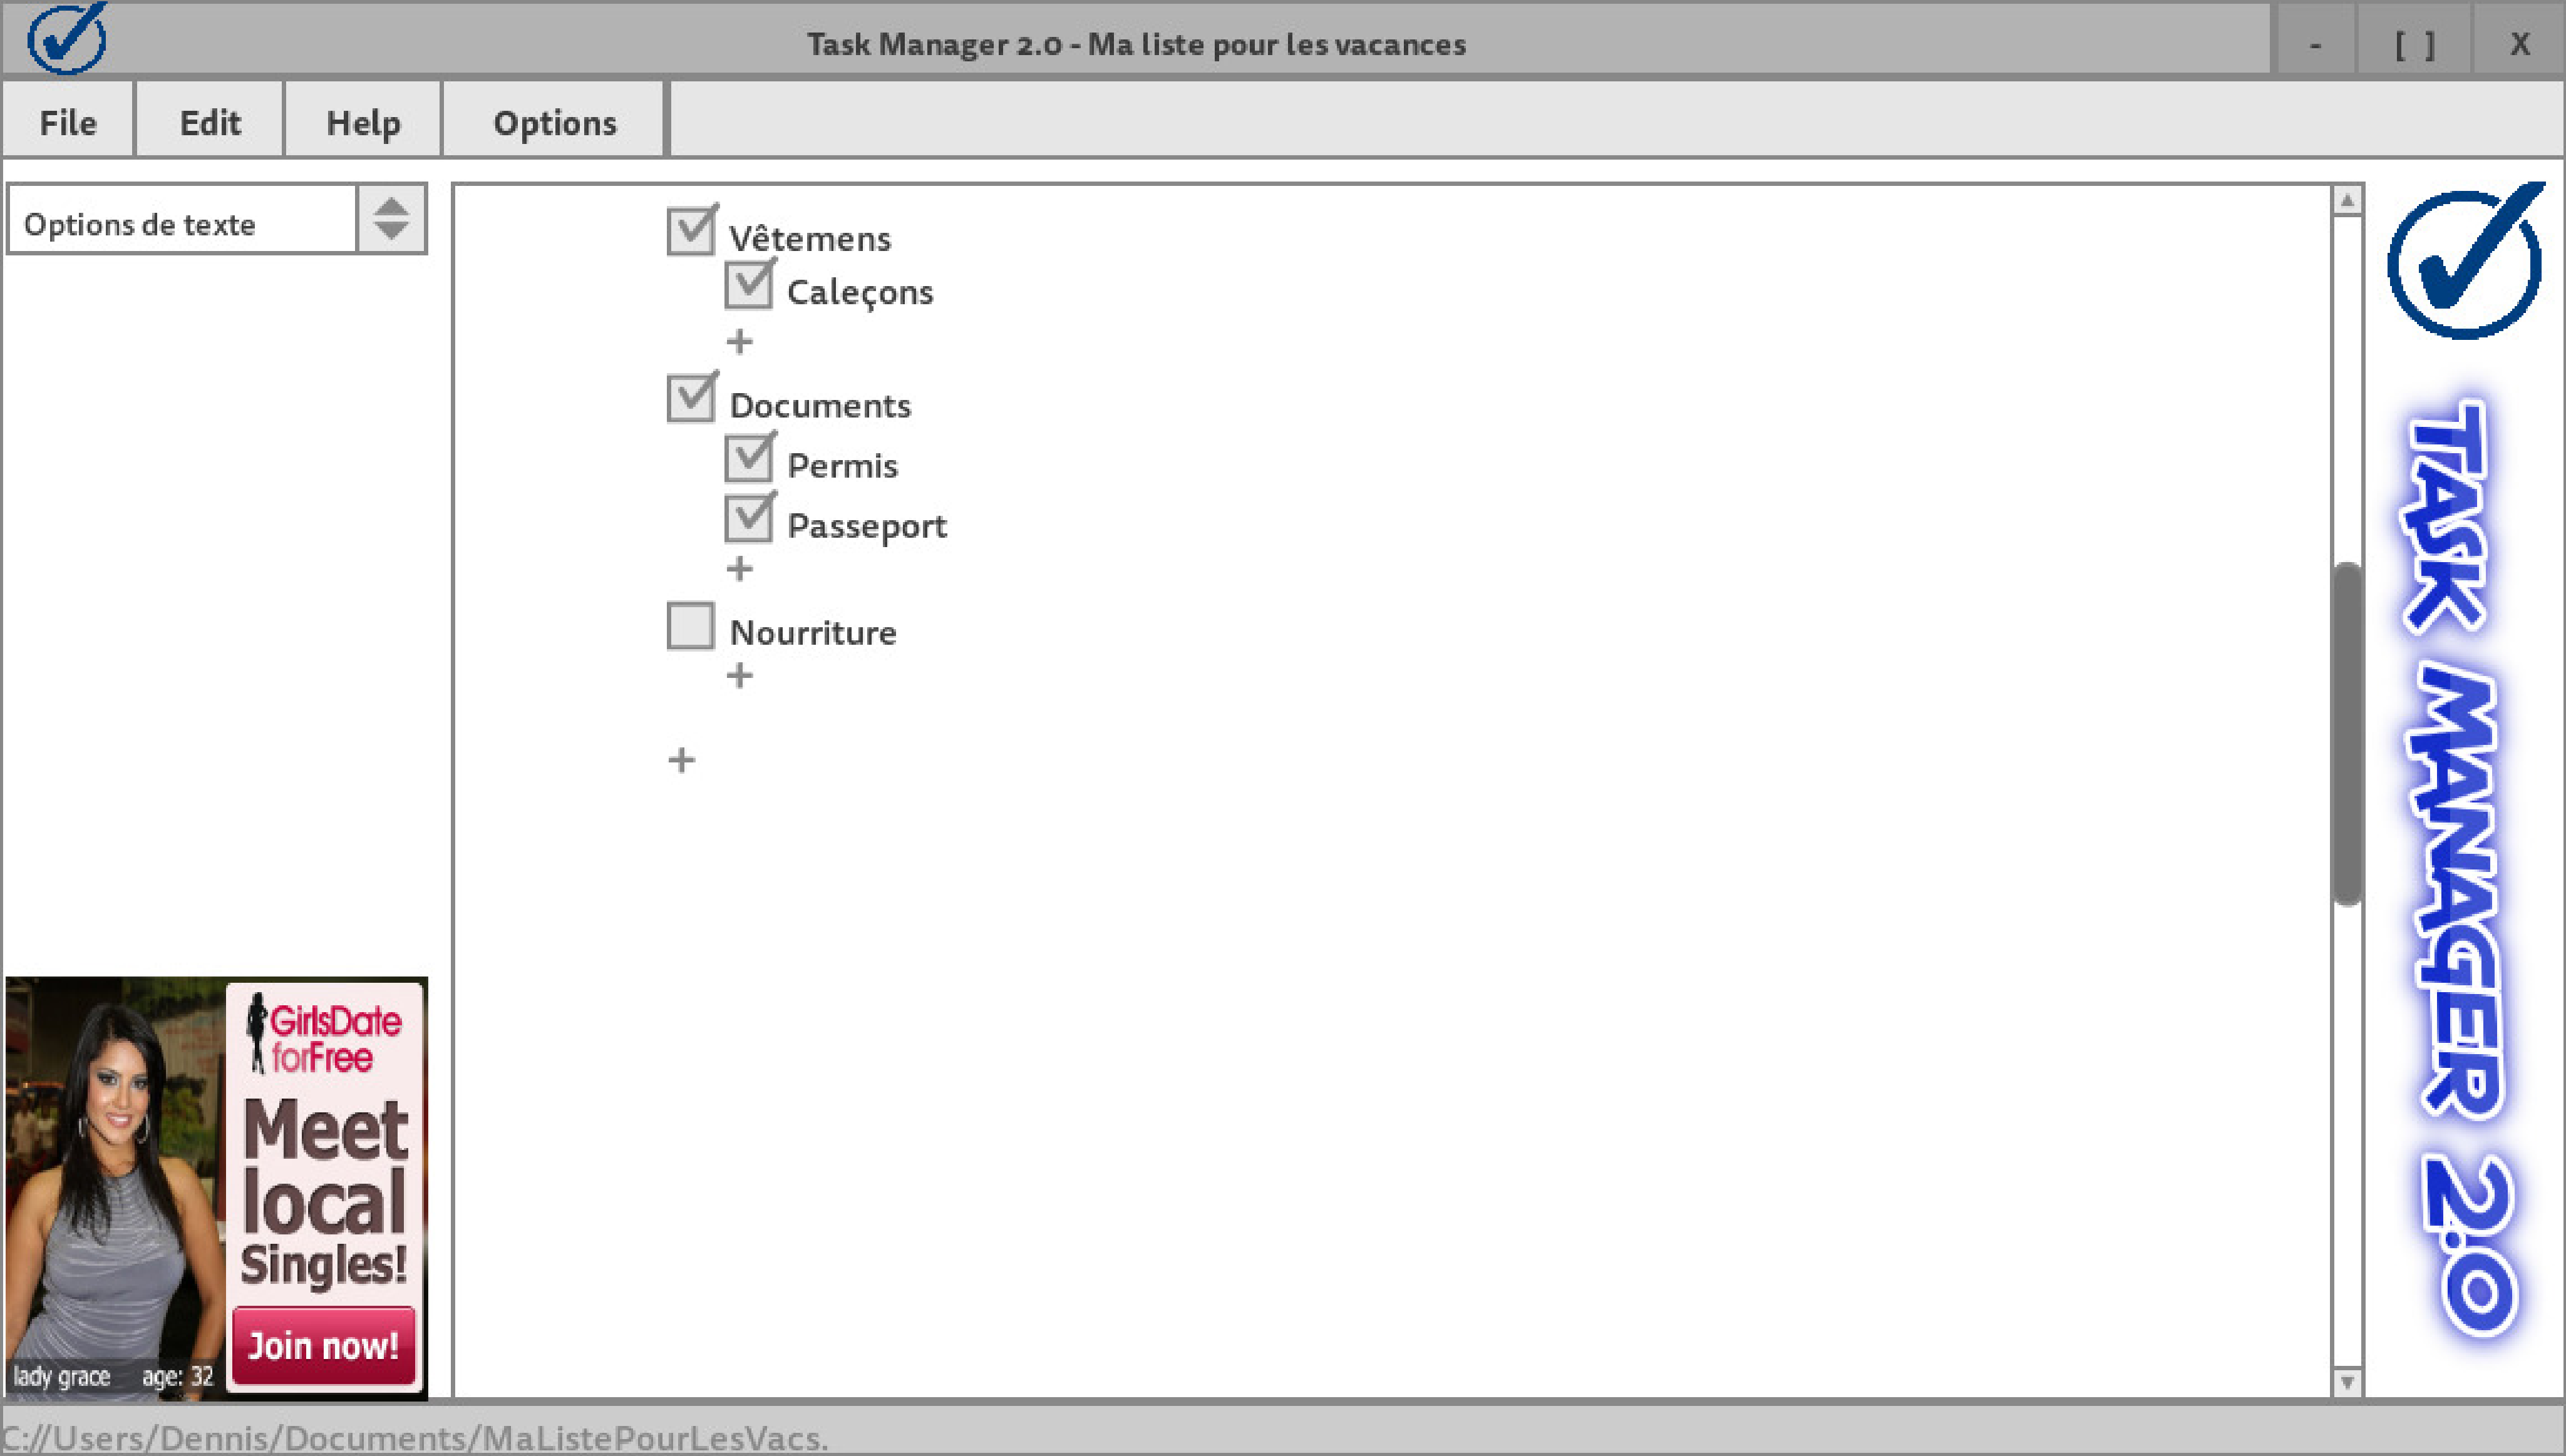 Task Manager 2.0 - Ma liste pour les vacances
- [ ] X
File Edit Help Options
Options de texte
Vêtemens
Caleçons
+
Documents
Permis
Passeport
+
Nourriture
+
+
GirlsDate
forFree
Meet
local
Singles!
Join now!
lady grace age: 32
TASK MANAGER 2.0
C://Users/Dennis/Documents/MaListePourLesVacs.